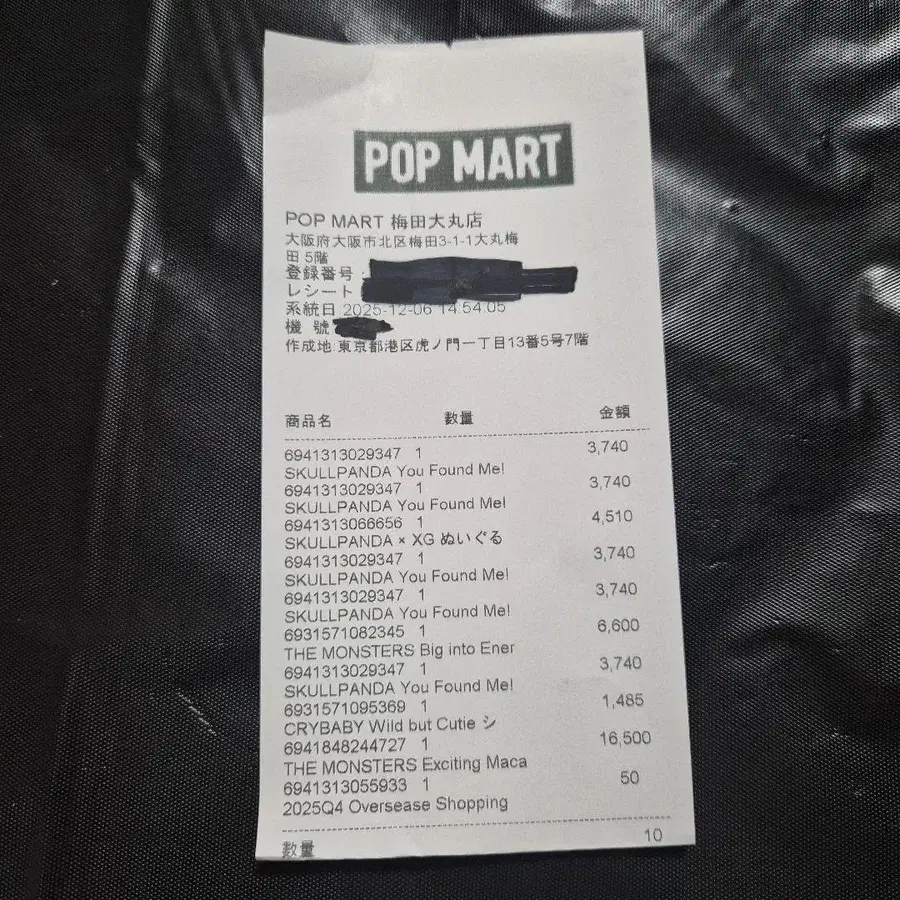 POP MART
POP MART 梅田大丸店
大阪府大阪市北区梅田3-1-1大丸梅
田 5階
登録番号 :
レシート
系統日 2025-12-06 14:54:05
機 號
作成地:東京都港区虎ノ門一丁目13番5号7階
商品名 數量 金額
6941313029347 1 3,740
SKULLPANDA You Found Me!
6941313029347 1 3,740
SKULLPANDA You Found Me!
6941313066656 1 4,510
SKULLPANDA × XG ぬいぐる
6941313029347 1 3,740
SKULLPANDA You Found Me!
6941313029347 1 3,740
SKULLPANDA You Found Me!
6931571082345 1 6,600
THE MONSTERS Big into Ener
6941313029347 1 3,740
SKULLPANDA You Found Me!
6931571095369 1 1,485
CRYBABY Wild but Cutie シ
6941848244727 1 16,500
THE MONSTERS Exciting Maca
6941313055933 1 50
2025Q4 Oversease Shopping
數量 10